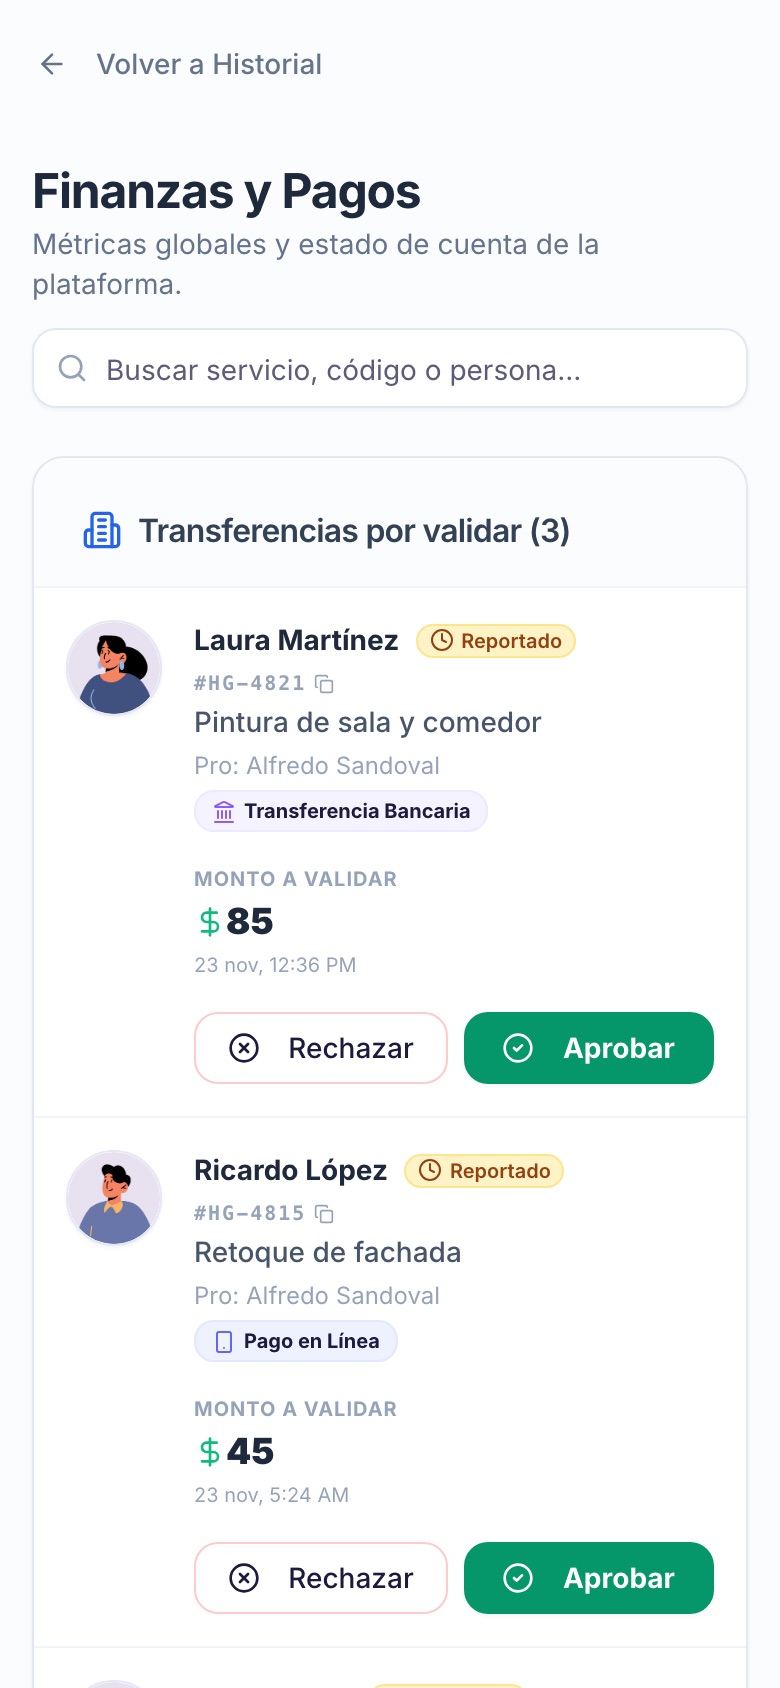 Volver a Historial
Finanzas y Pagos
Métricas globales y estado de cuenta de la
plataforma.
Buscar servicio, código o persona...
Transferencias por validar (3)
Laura Martínez Reportado
#HG–4821
Pintura de sala y comedor
Pro: Alfredo Sandoval
Transferencia Bancaria
MONTO A VALIDAR
$85
23 nov, 12:36 PM
Rechazar Aprobar
Ricardo López Reportado
#HG–4815
Retoque de fachada
Pro: Alfredo Sandoval
Pago en Línea
MONTO A VALIDAR
$45
23 nov, 5:24 AM
Rechazar Aprobar